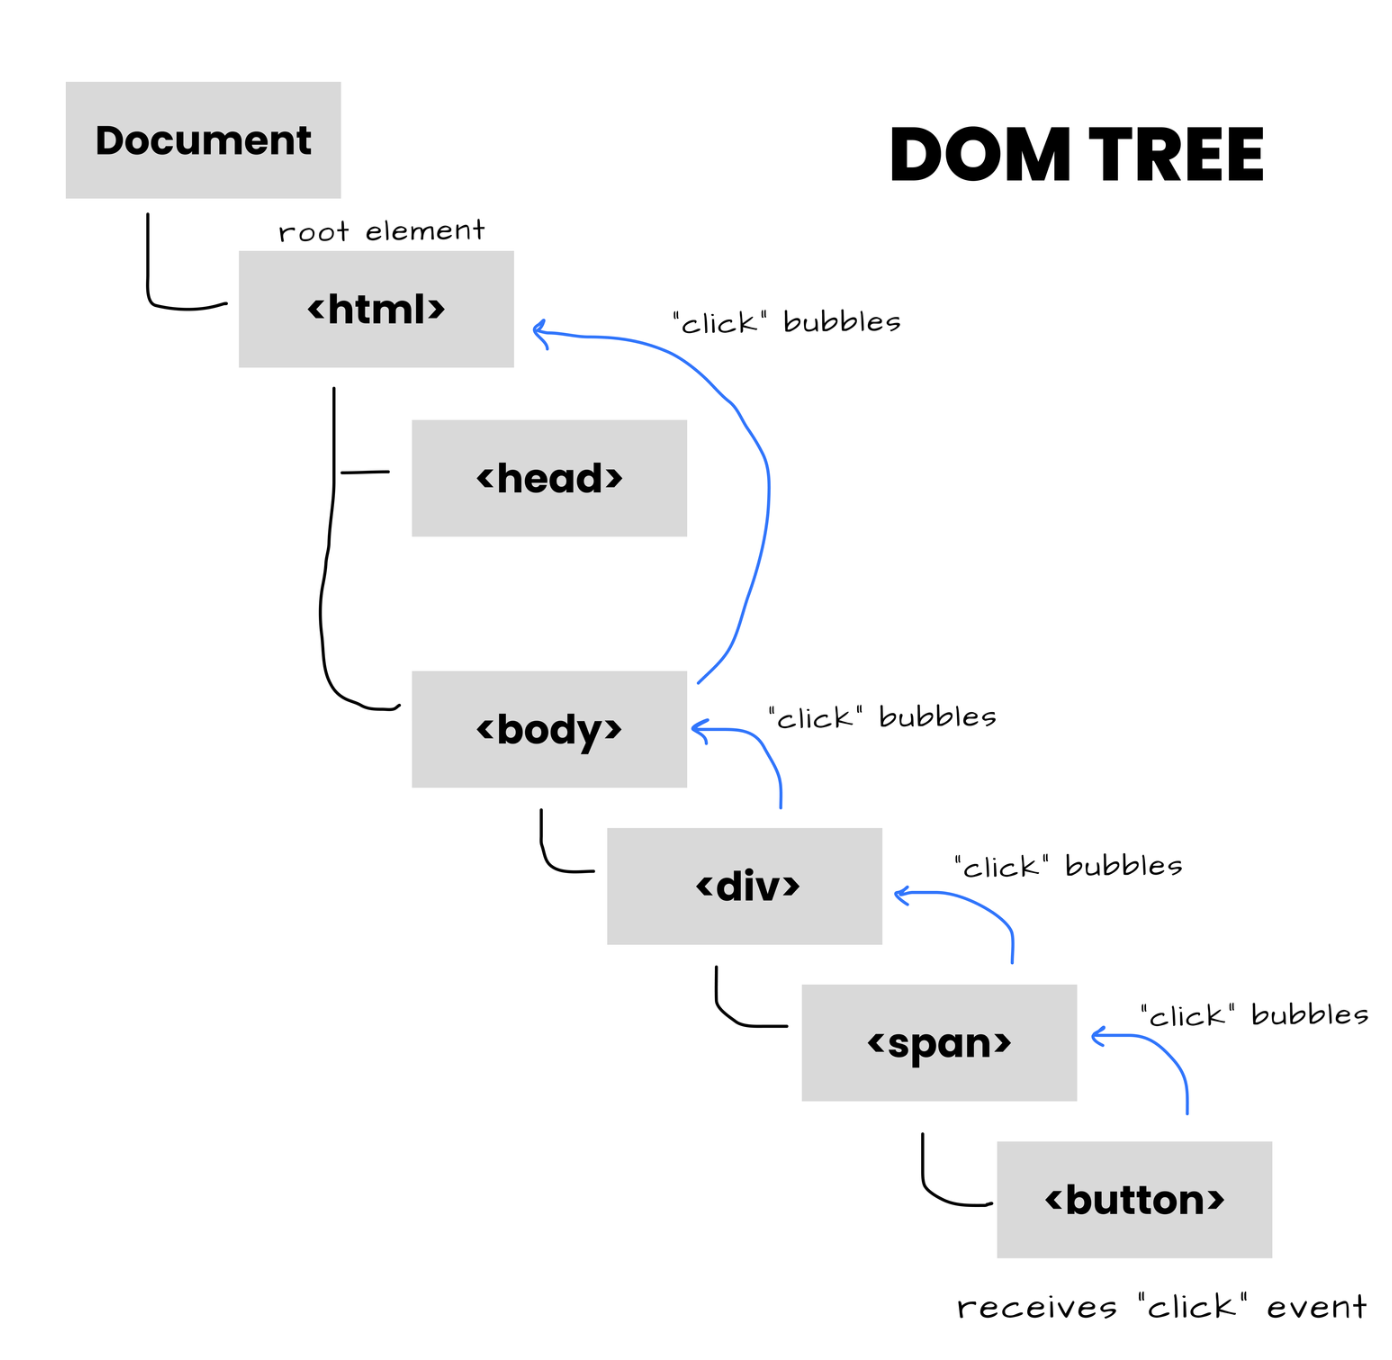 Document
DOM TREE
root element
<html>
"click" bubbles
<head>
<body>
"click" bubbles
<div>
"click" bubbles
<span>
"click" bubbles
<button>
receives "click" event